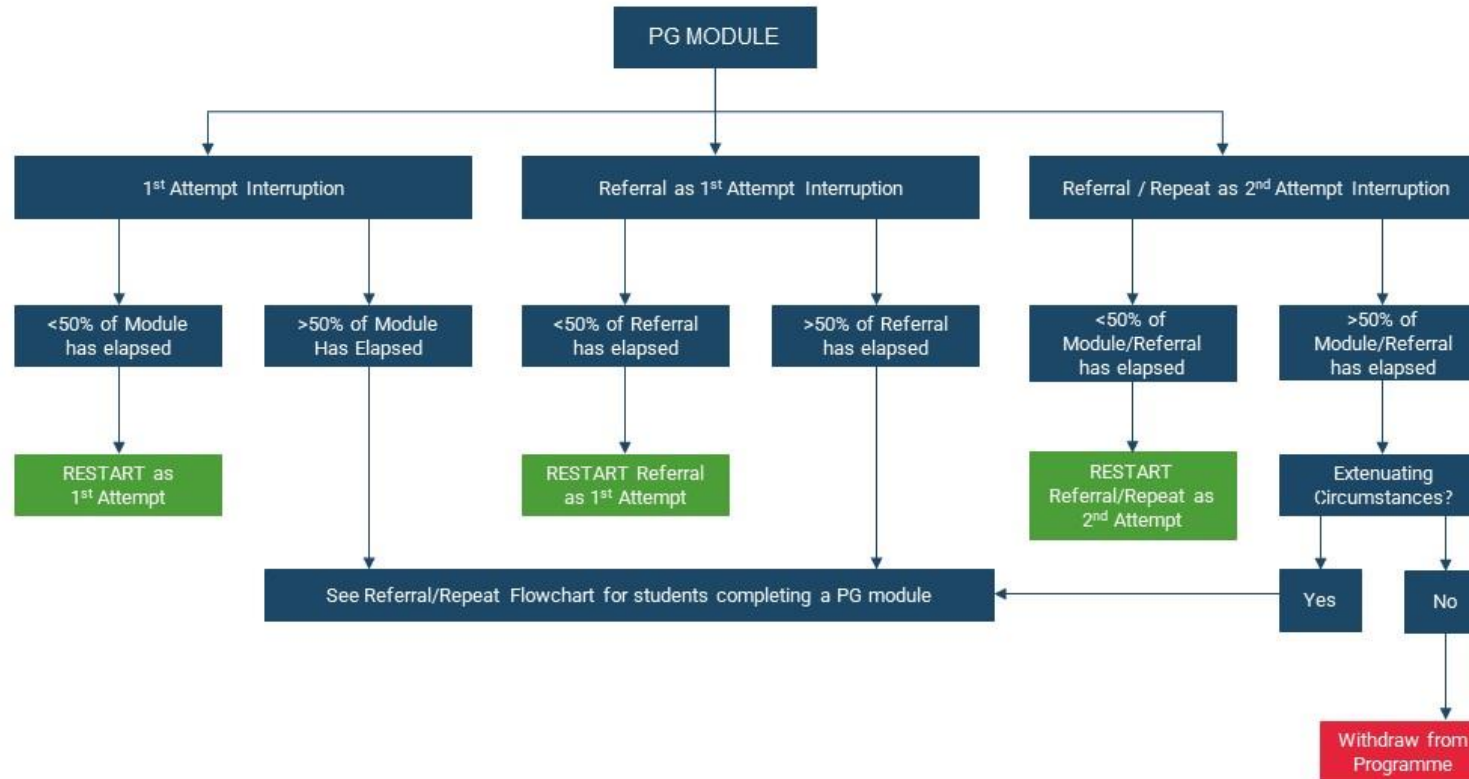 PG MODULE
1st Attempt Interruption
Referral as 1st Attempt Interruption
Referral / Repeat as 2nd Attempt Interruption
<50% of Module
has elapsed
>50% of Module
Has Elapsed
<50% of Referral
has elapsed
>50% of Referral
has elapsed
<50% of
Module/Referral
has elapsed
>50% of
Module/Referral
has elapsed
RESTART as
1st Attempt
RESTART Referral
as 1st Attempt
RESTART
Referral/Repeat as
2nd Attempt
Extenuating
Circumstances?
See Referral/Repeat Flowchart for students completing a PG module
Yes
No
Withdraw from
Programme